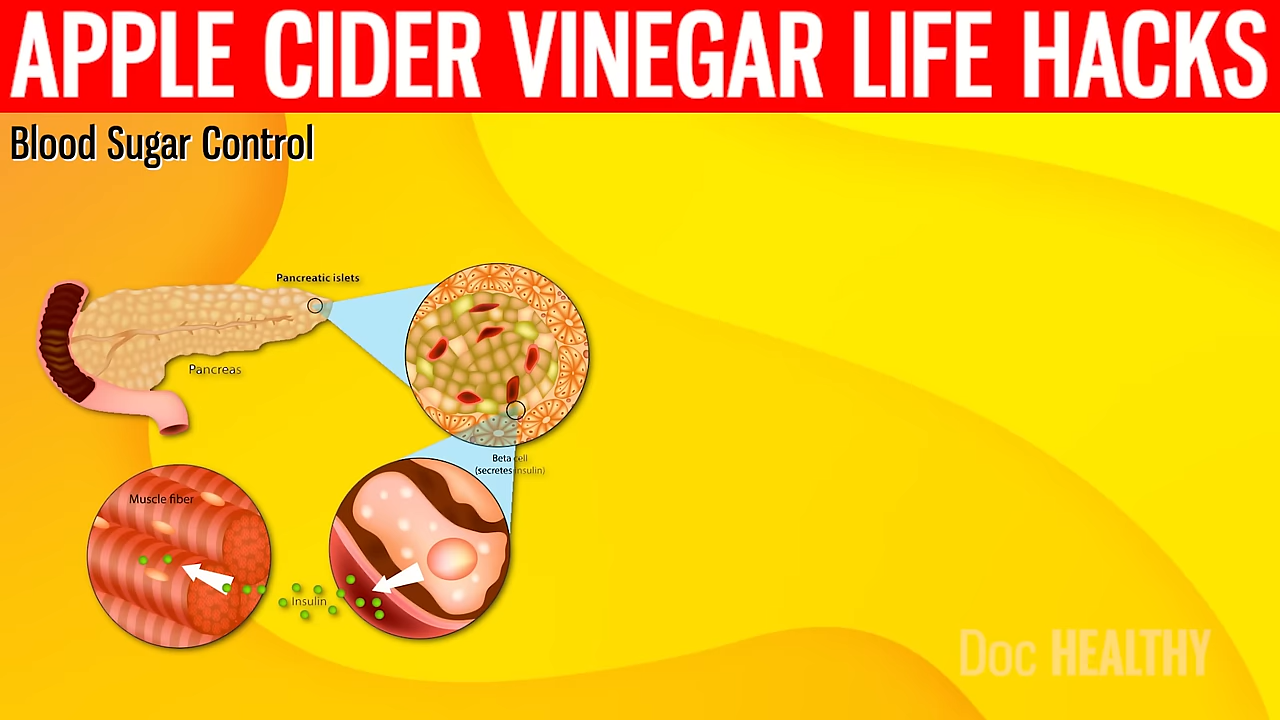 APPLE CIDER VINEGAR LIFE HACKS
Blood Sugar Control
Pancreatic islets
Pancreas
Beta cell
(secretes insulin)
Muscle fiber
Insulin
Doc HEALTHY